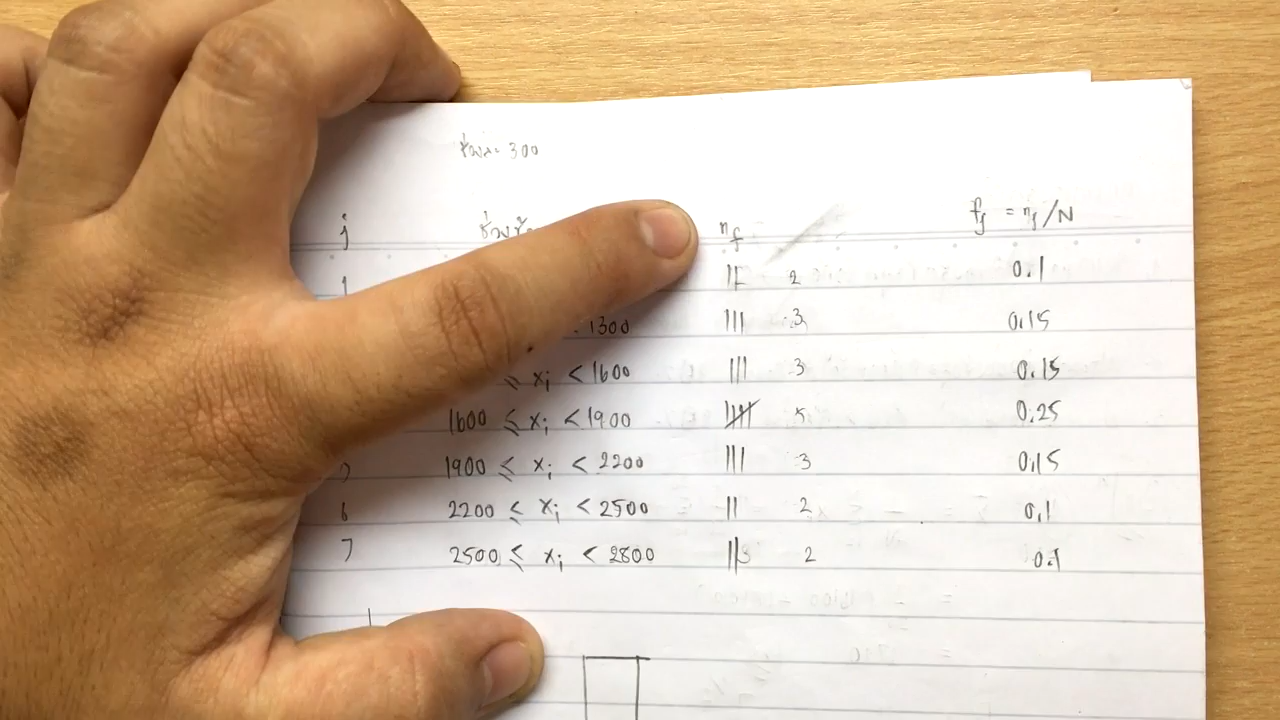 ช่วงละ 300
j ช่วงข้ n_f f_j = n_j/N
1 || 2 0.1
1300 ||| 3 0.15
≤ x_i < 1600 ||| 3 0.15
1600 ≤ x_i < 1900 |||| 5 0.25
1900 ≤ x_i < 2200 ||| 3 0.15
6 2200 ≤ x_i < 2500 || 2 0.1
7 2500 ≤ x_i < 2800 || 2 0.1